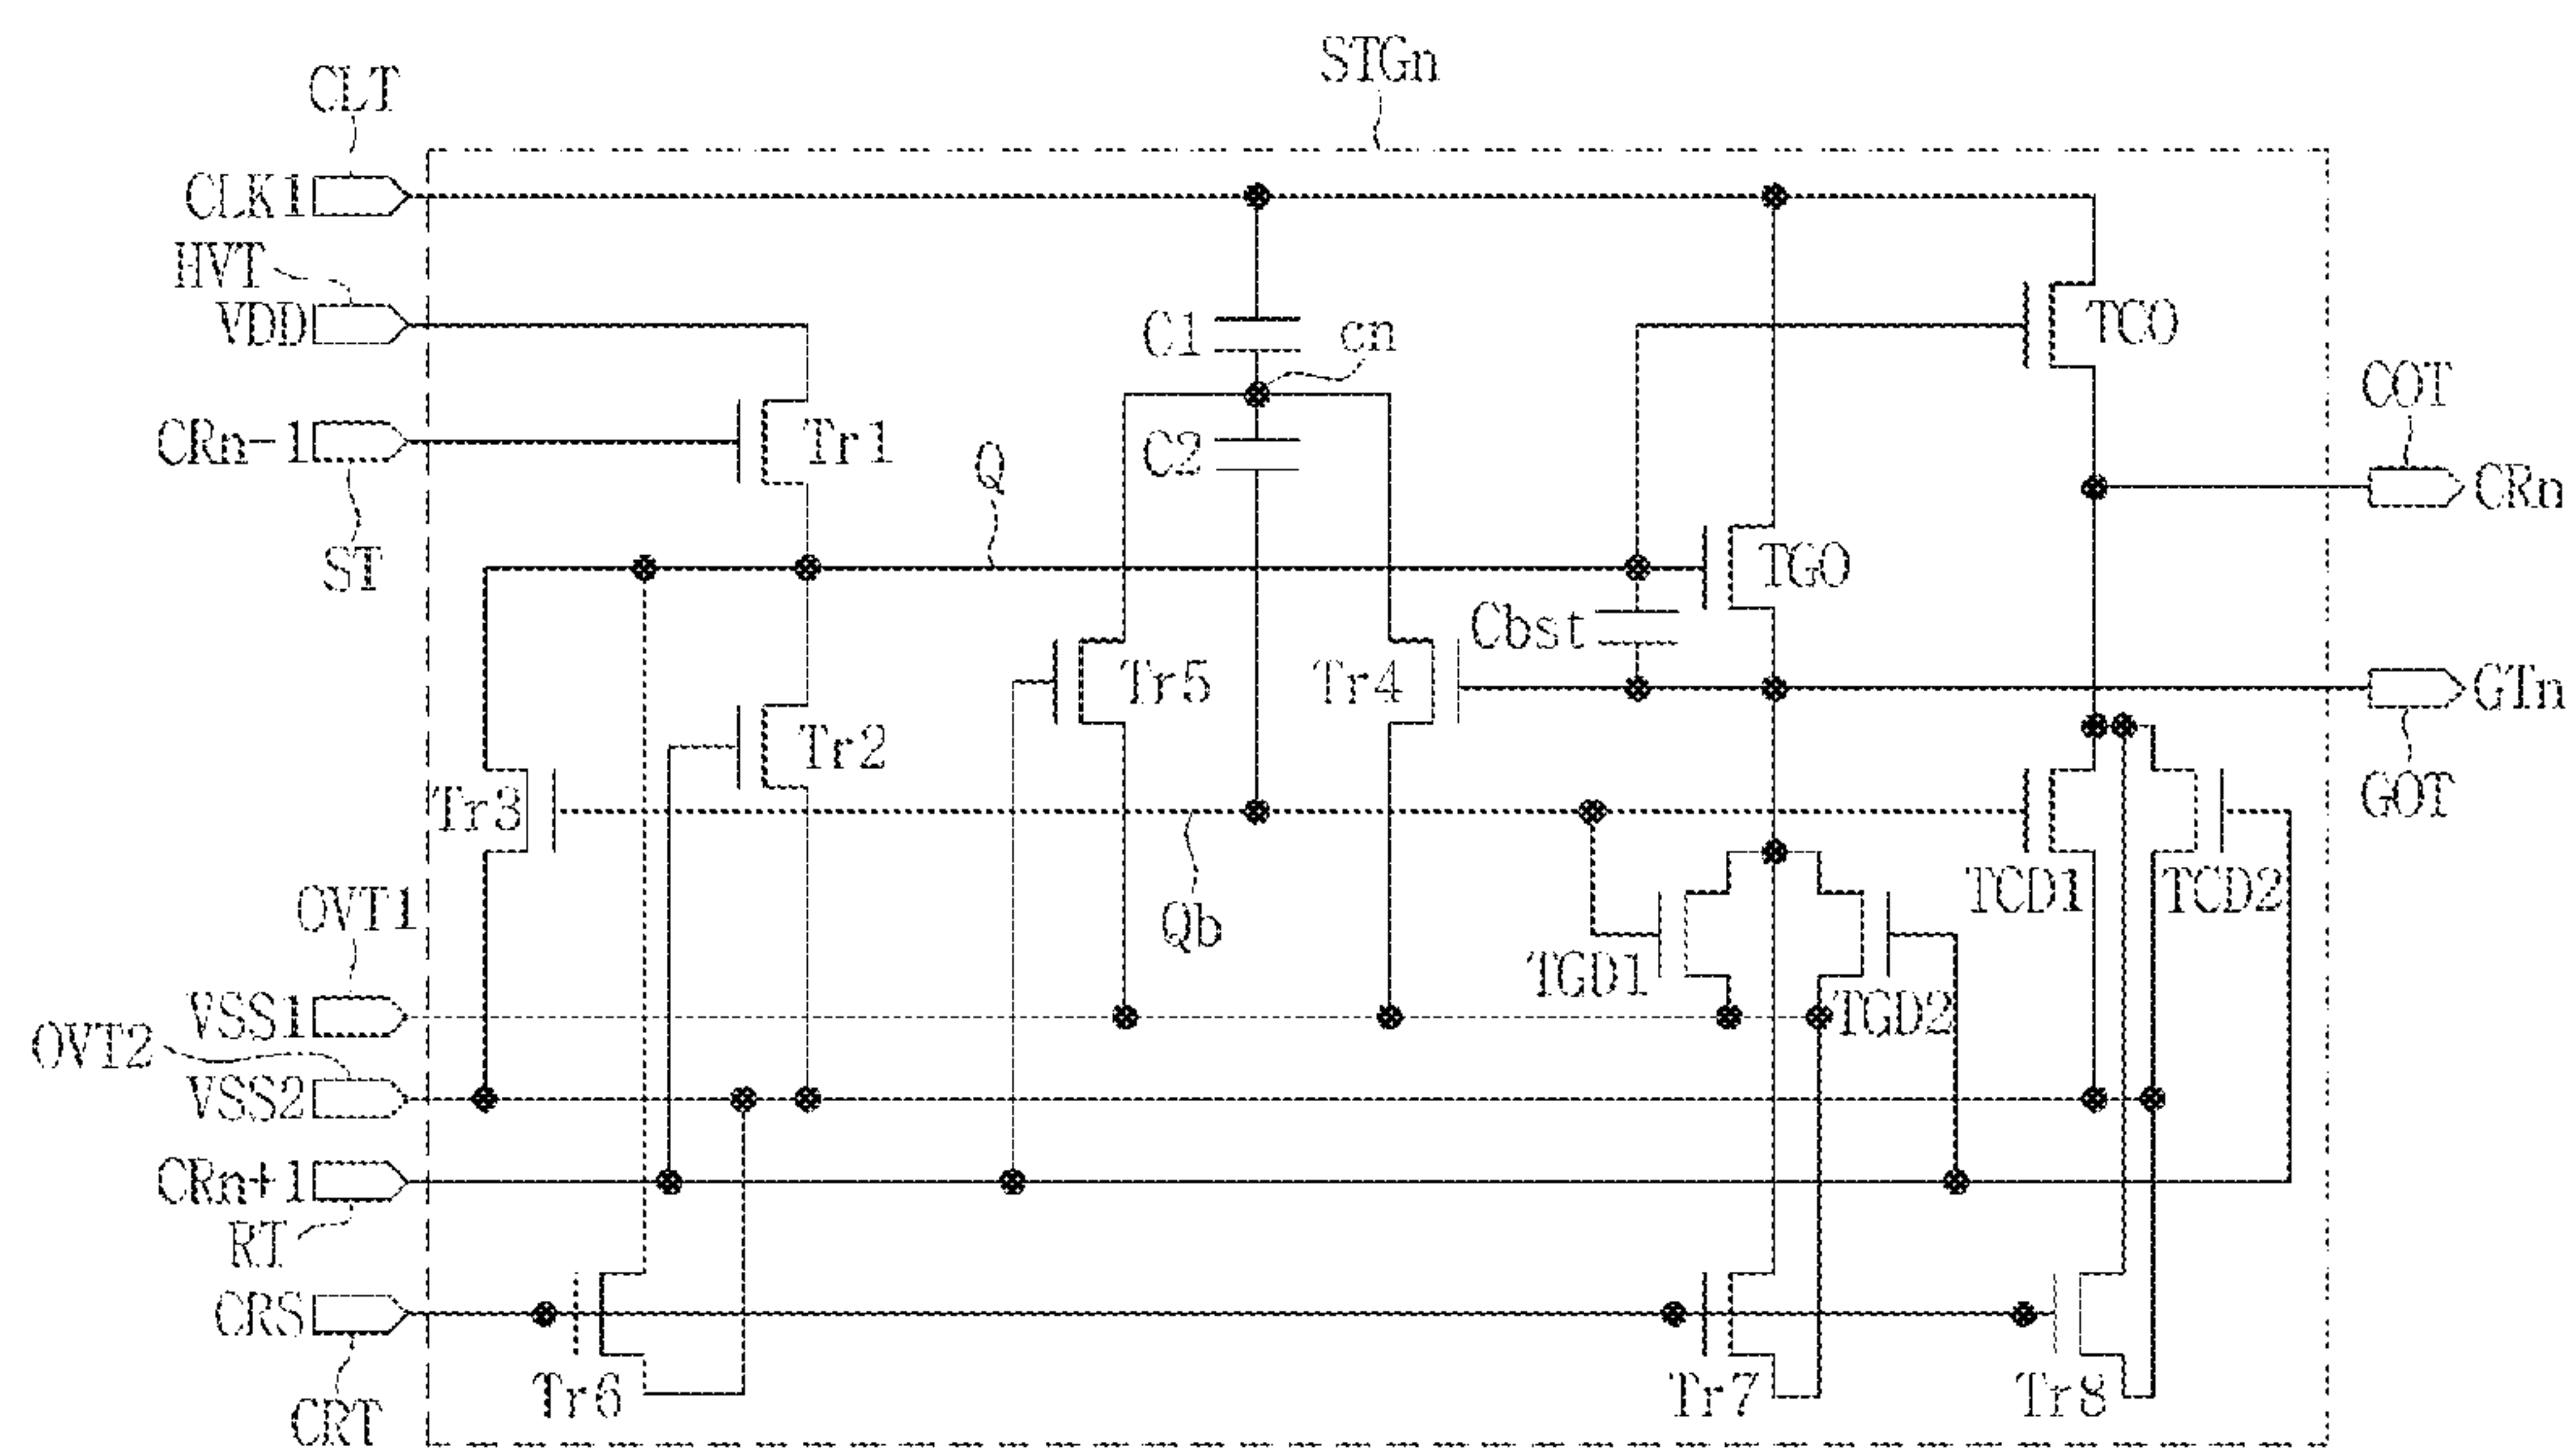 STGn
CLT
CLK1
HVT
VDD
C1
cn
TCO
COT
CRn-1
Tr1
C2
Q
CRn
ST
TGO
Cbst
Tr5
Tr4
GTn
Tr2
Tr3
GOT
TCD1
TCD2
OVT1
Qb
TGD1
VSS1
TGD2
OVT2
VSS2
CRn+1
RT
CRS
Tr6
Tr7
Tr8
CRT